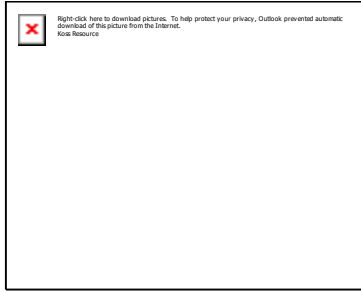 Right-click here to download pictures. To help protect your privacy, Outlook prevented automatic
download of this picture from the Internet.
Koss Resource